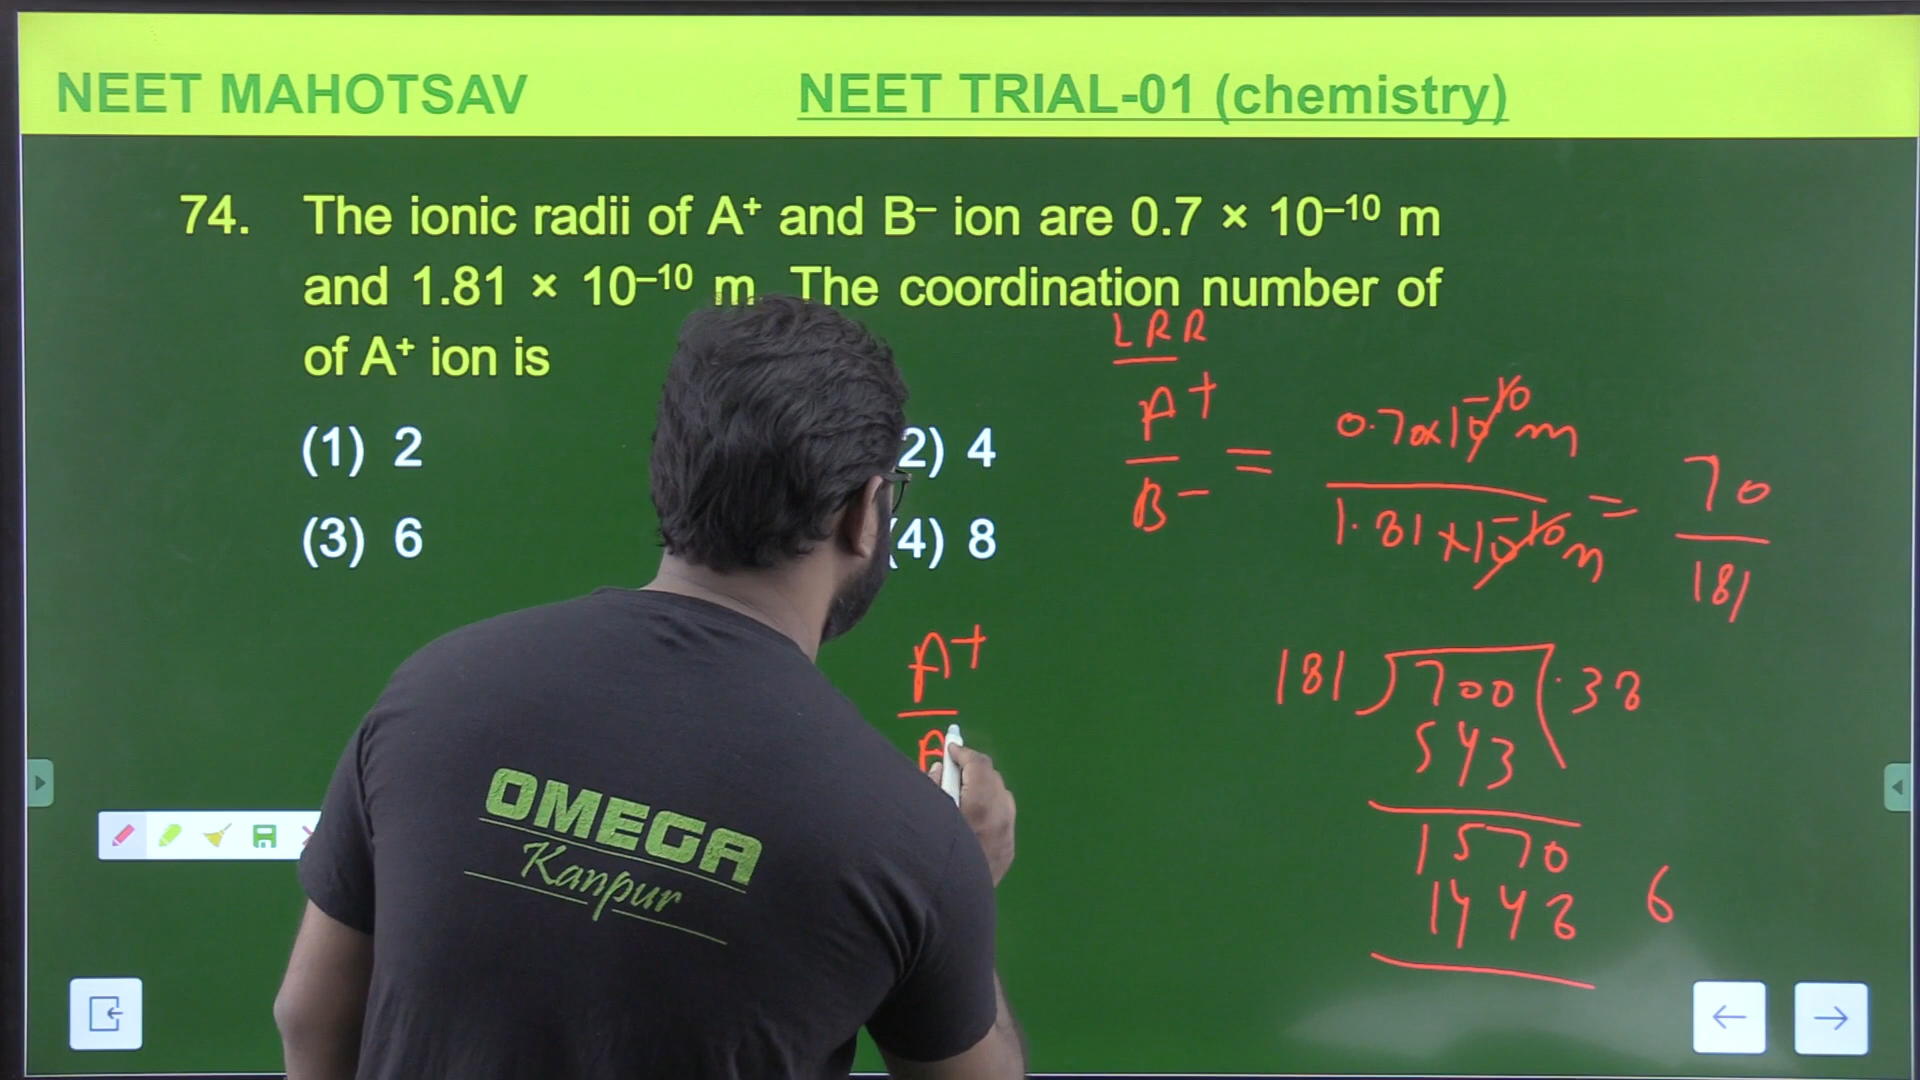 NEET MAHOTSAV NEET TRIAL-01 (chemistry)
74. The ionic radii of A⁺ and B⁻ ion are 0.7 × 10⁻¹⁰ m
and 1.81 × 10⁻¹⁰ m. The coordination number of
of A⁺ ion is
(1) 2
2) 4
(3) 6
(4) 8
LRR
A+
B−
=
0.70×10⁻¹⁰ m
1.81×10⁻¹⁰ m
=
70
181
181 ) 700 ( .38
543
1570
1448
6
A+
OMEGA
Kanpur